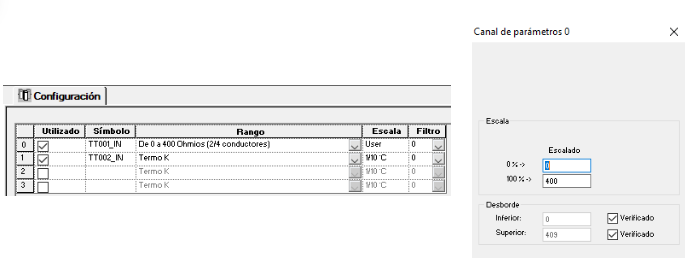 Configuración
Utilizado Símbolo Rango Escala Filtro
0 TT001_IN De 0 a 400 Ohmios (2/4 conductores) User 0
1 TT002_IN Termo K 1/10 °C 0
2 Termo K 1/10 °C 0
3 Termo K 1/10 °C 0
Canal de parámetros 0
Escala
Escalado
0 % -> 0
100 % -> 400
Desborde
Inferior: 0 Verificado
Superior: 409 Verificado